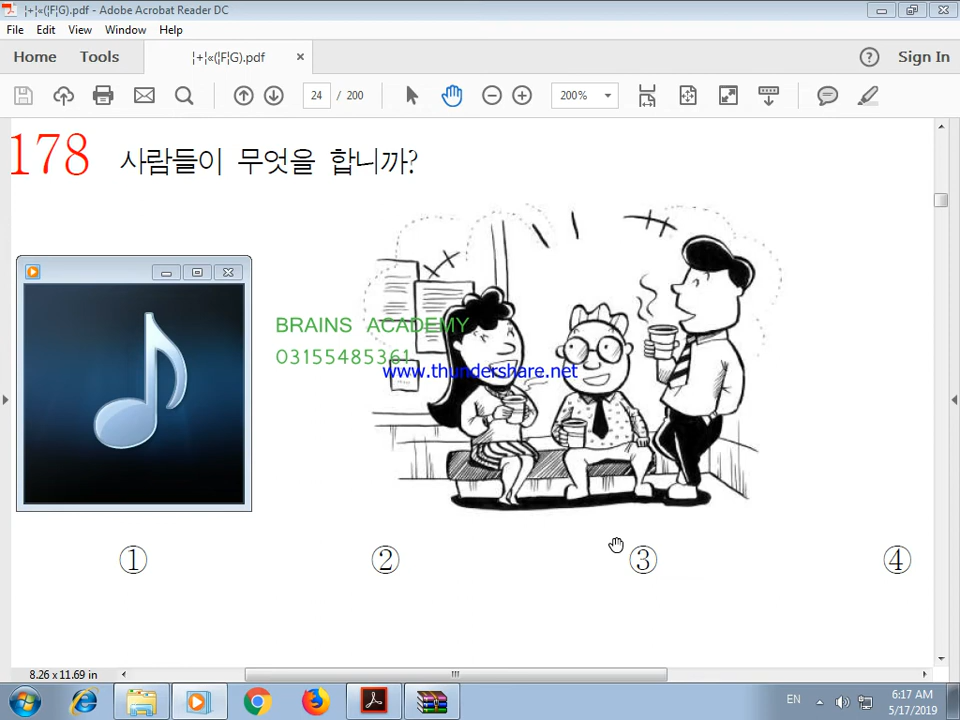 ¦+¦«(¦F¦G).pdf - Adobe Acrobat Reader DC
File Edit View Window Help
Home Tools ¦+¦«(¦F¦G).pdf × Sign In
24 / 200 200%
178 사람들이 무엇을 합니까?
BRAINS ACADEMY
03155485361
www.thundershare.net
① ② ③ ④
8.26 x 11.69 in
EN 6:17 AM
5/17/2019